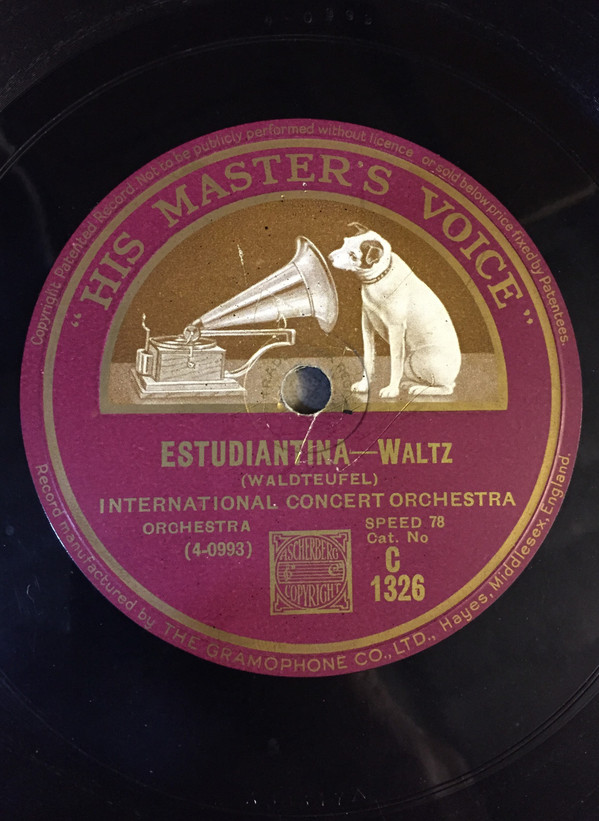 Copyright Patented Record. Not to be publicly performed without licence or sold below price fixed by Patentees.
"HIS MASTER'S VOICE"
ESTUDIANTINA—WALTZ
(WALDTEUFEL)
INTERNATIONAL CONCERT ORCHESTRA
ORCHESTRA
(4-0993)
SPEED 78
Cat. No
C
1326
ASCHERBERG
COPYRIGHT
Record manufactured by THE GRAMOPHONE CO., LTD., Hayes, Middlesex, England.